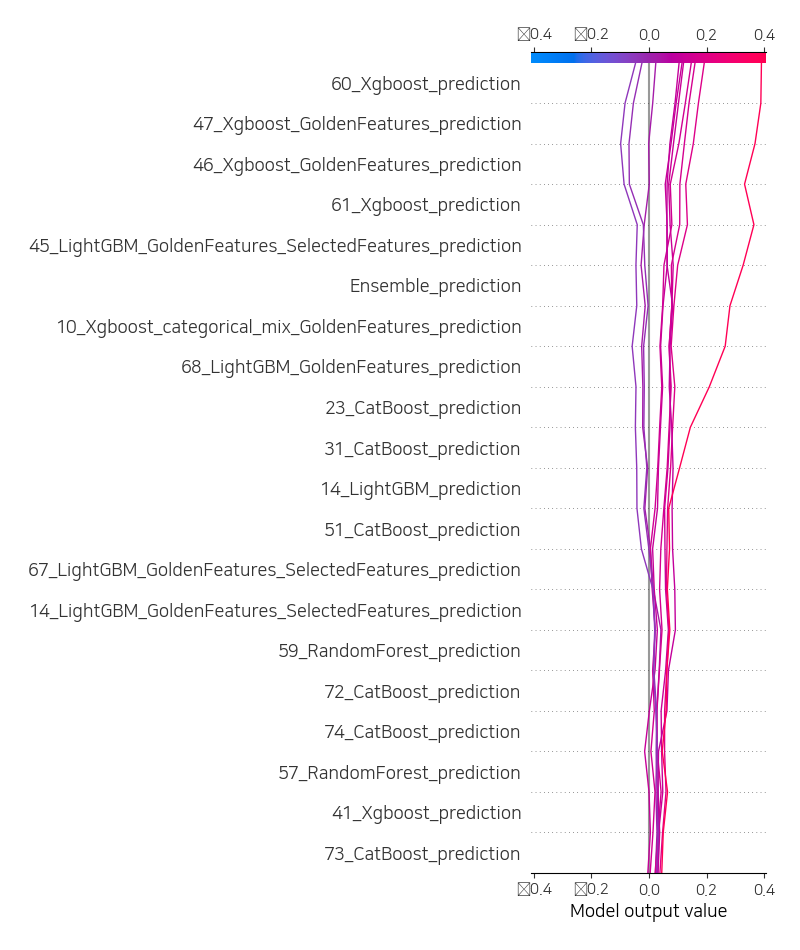 0.4 0.2 0.0 0.2 0.4
60_Xgboost_prediction
47_Xgboost_GoldenFeatures_prediction
46_Xgboost_GoldenFeatures_prediction
61_Xgboost_prediction
45_LightGBM_GoldenFeatures_SelectedFeatures_prediction
Ensemble_prediction
10_Xgboost_categorical_mix_GoldenFeatures_prediction
68_LightGBM_GoldenFeatures_prediction
23_CatBoost_prediction
31_CatBoost_prediction
14_LightGBM_prediction
51_CatBoost_prediction
67_LightGBM_GoldenFeatures_SelectedFeatures_prediction
14_LightGBM_GoldenFeatures_SelectedFeatures_prediction
59_RandomForest_prediction
72_CatBoost_prediction
74_CatBoost_prediction
57_RandomForest_prediction
41_Xgboost_prediction
73_CatBoost_prediction
0.4 0.2 0.0 0.2 0.4
Model output value